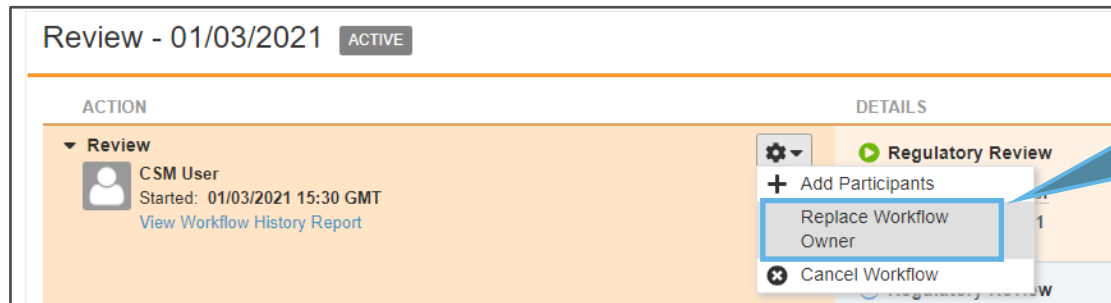 Review - 01/03/2021 ACTIVE
ACTION DETAILS
Review
CSM User
Started: 01/03/2021 15:30 GMT
View Workflow History Report
Regulatory Review
Add Participants
Replace Workflow
Owner
1
Cancel Workflow